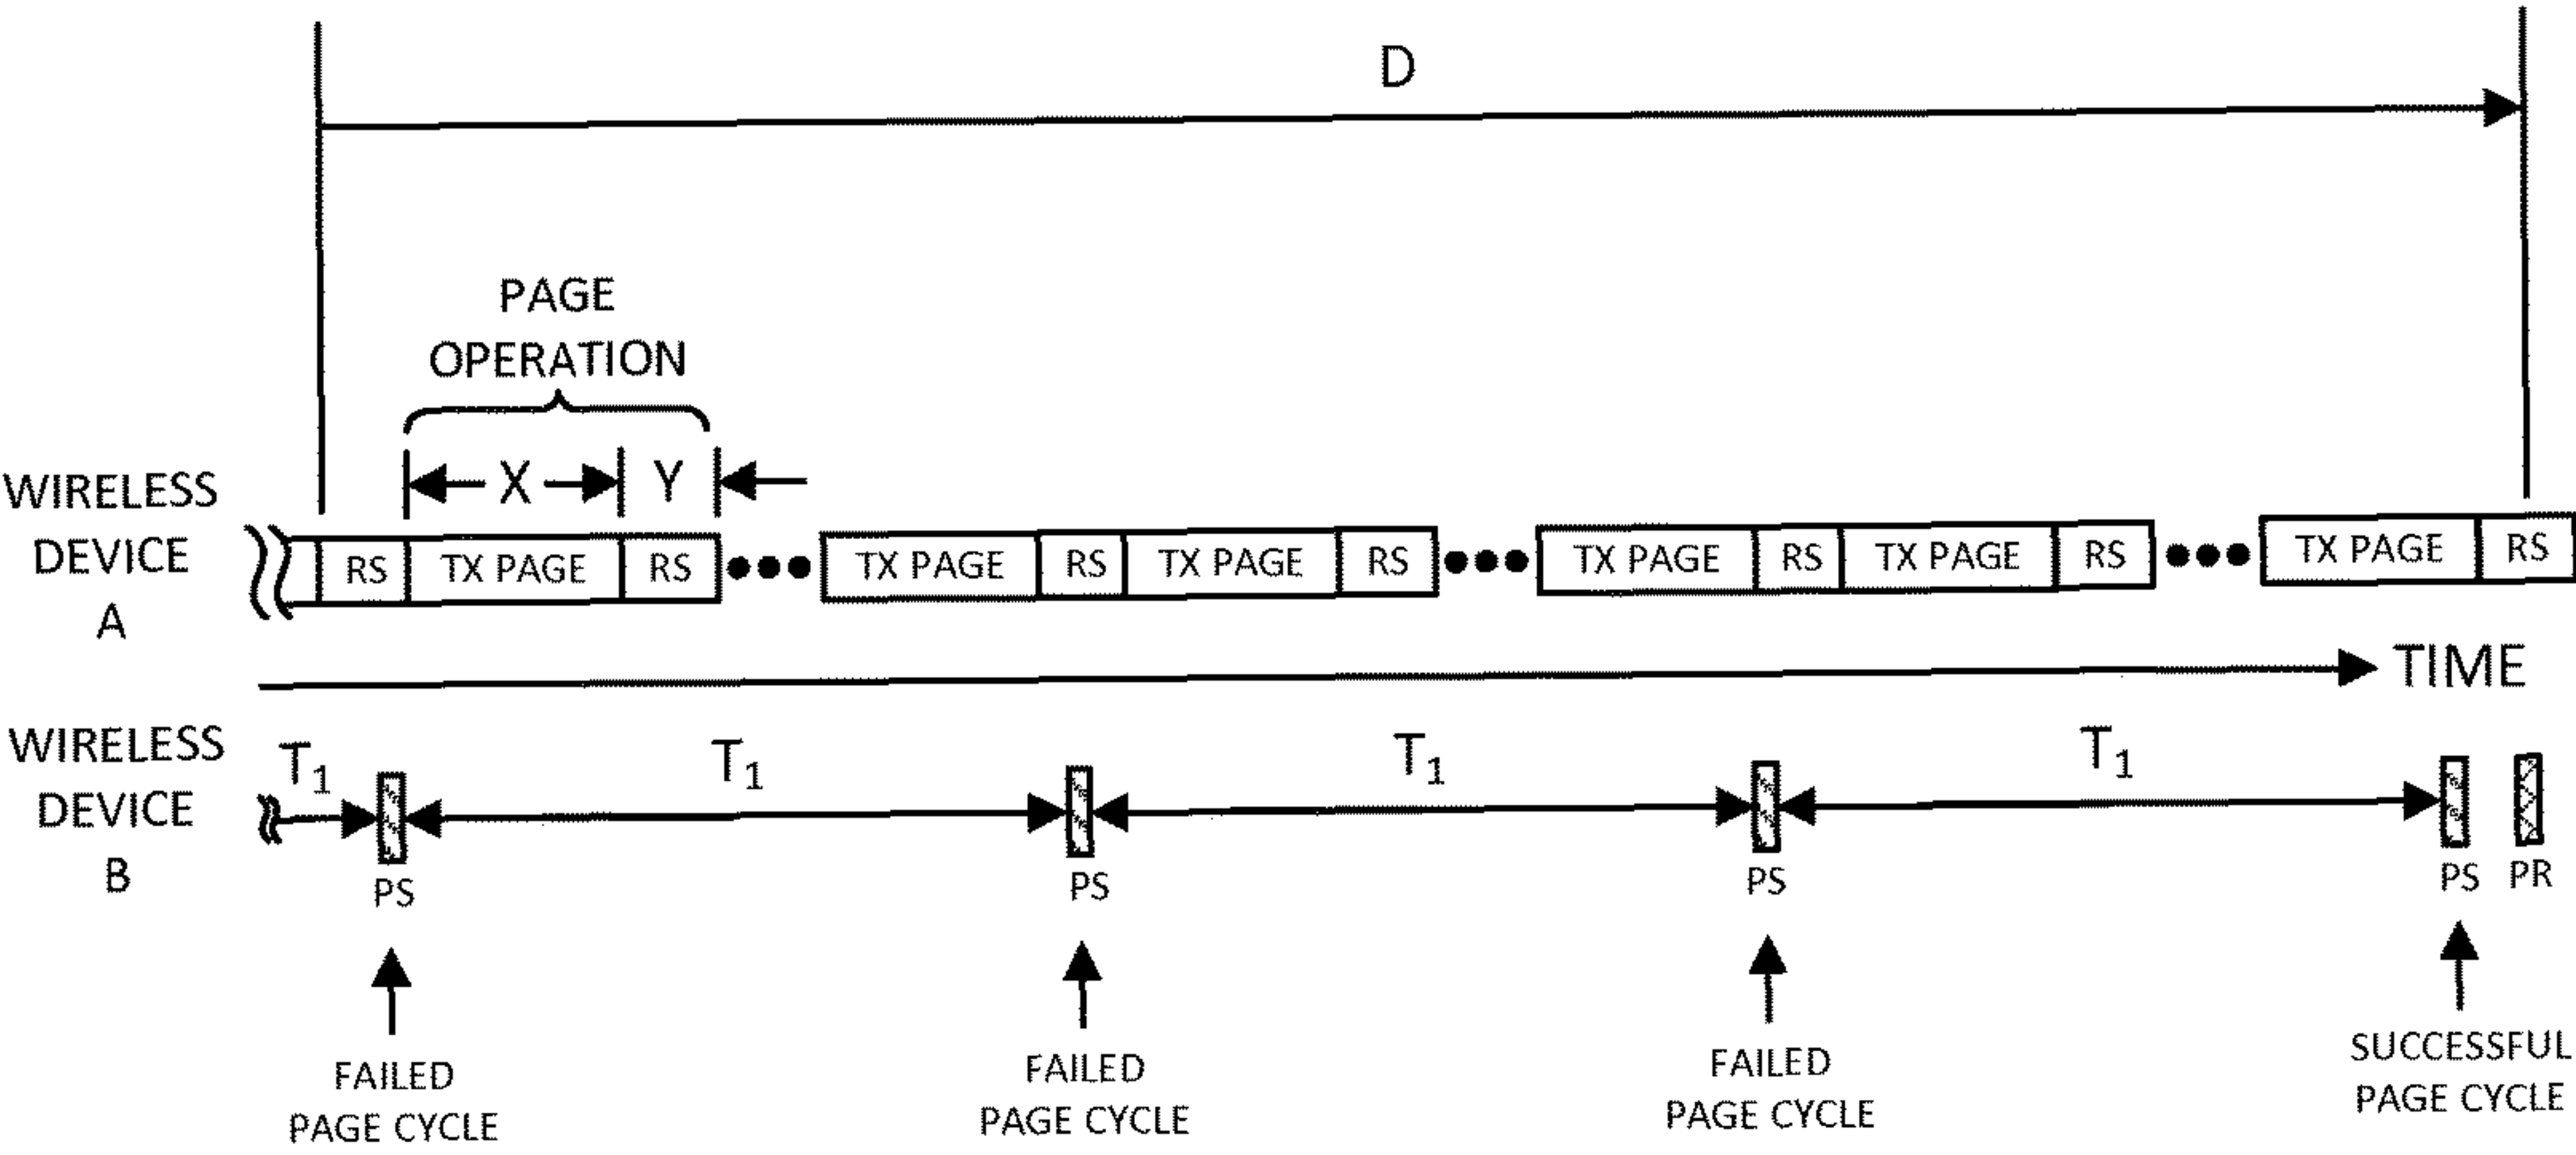 D
PAGE
OPERATION
X Y
WIRELESS
DEVICE
A
RS TX PAGE RS ●●● TX PAGE RS TX PAGE RS ●●● TX PAGE RS TX PAGE RS ●●● TX PAGE RS
TIME
WIRELESS
DEVICE
B
T1 T1 T1 T1
PS PS PS PS PR
FAILED
PAGE CYCLE
FAILED
PAGE CYCLE
FAILED
PAGE CYCLE
SUCCESSFUL
PAGE CYCLE